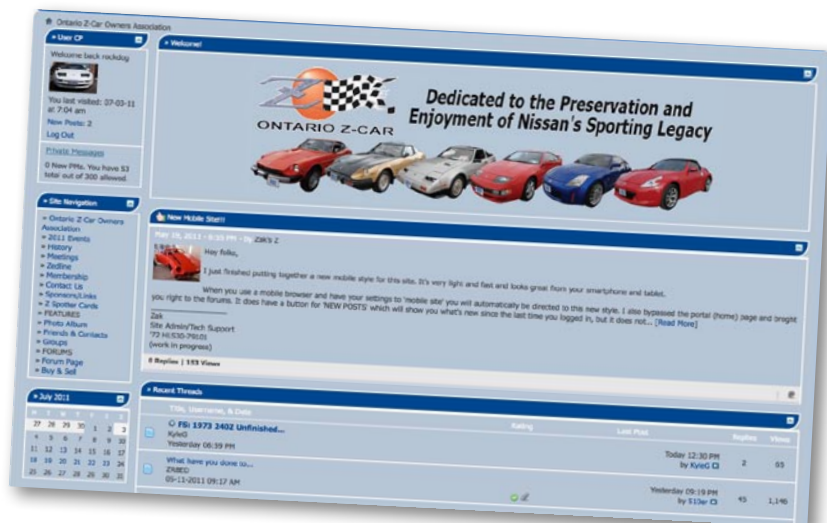 Ontario Z-Car Owners Association
» User CP
Welcome back rockdog
You last visited: 07-03-11
at 7:04 am
New Posts: 2
Log Out
Private Messages
0 New PMs. You have 53
total out of 300 allowed.
» Site Navigation
» Ontario Z-Car Owners
Association
» 2011 Events
» History
» Meetings
» Zedline
» Membership
» Contact Us
» Sponsors/Links
» Z Spotter Cards
» FEATURES
» Photo Album
» Friends & Contacts
» Groups
» FORUMS
» Forum Page
» Buy & Sell
» July 2011
M T W T F S S
27 28 29 30 1 2 3
4 5 6 7 8 9 10
11 12 13 14 15 16 17
18 19 20 21 22 23 24
25 26 27 28 29 30 31
» Welcome!
Z
ONTARIO Z-CAR
Dedicated to the Preservation and
Enjoyment of Nissan's Sporting Legacy
New Mobile Site!!!
May 19, 2011 - 8:33 PM - by Zak's Z
Hey folks,
I just finished putting together a new mobile style for this site. It's very light and fast and looks great from your smartphone and tablet.
When you use a mobile browser and have your settings to 'mobile site' you will automatically be directed to this new style. I also bypassed the portal (home) page and braght
you right to the forums. It does have a button for 'NEW POSTS' which will show you what's new since the last time you logged in, but it does not... [Read More]
Zak
Site Admin/Tech Support
(work in progress)
0 Replies | 153 Views
» Recent Threads
Title, Username, & Date
Rating
Last Post
Replies
Views
FS: 1973 240Z Unfinished...
KyleG
Yesterday 06:39 PM
Today 12:30 PM
by KyleG
2
65
What have you done to...
ZABED
05-11-2011 09:17 AM
Yesterday 09:19 PM
by 510er
45
1,146